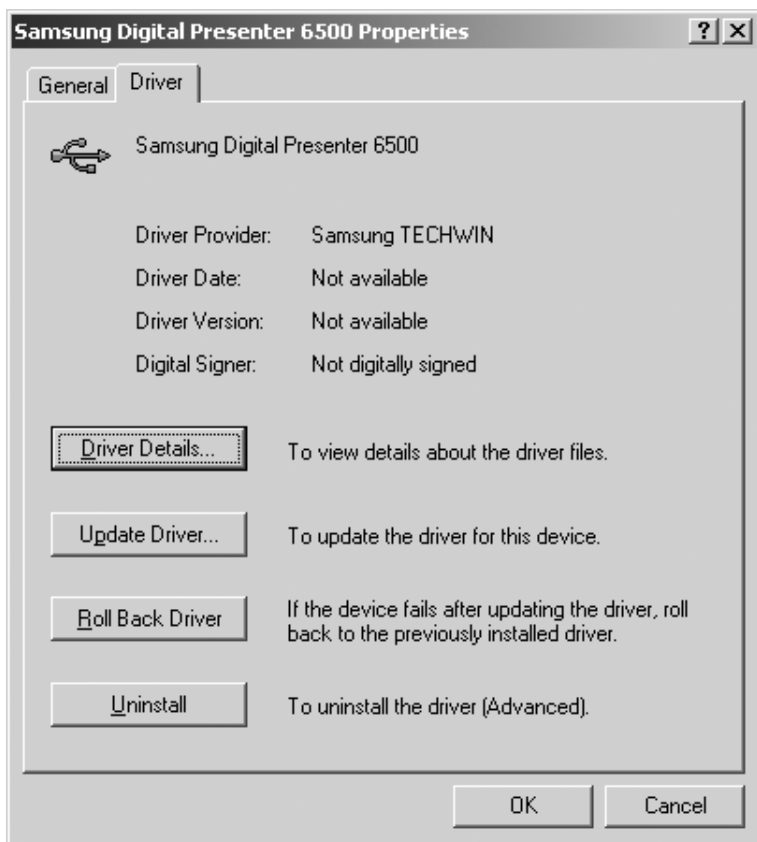 Samsung Digital Presenter 6500 Properties
General Driver
Samsung Digital Presenter 6500
Driver Provider: Samsung TECHWIN
Driver Date: Not available
Driver Version: Not available
Digital Signer: Not digitally signed
Driver Details... To view details about the driver files.
Update Driver... To update the driver for this device.
Roll Back Driver If the device fails after updating the driver, roll
back to the previously installed driver.
Uninstall To uninstall the driver (Advanced).
OK Cancel